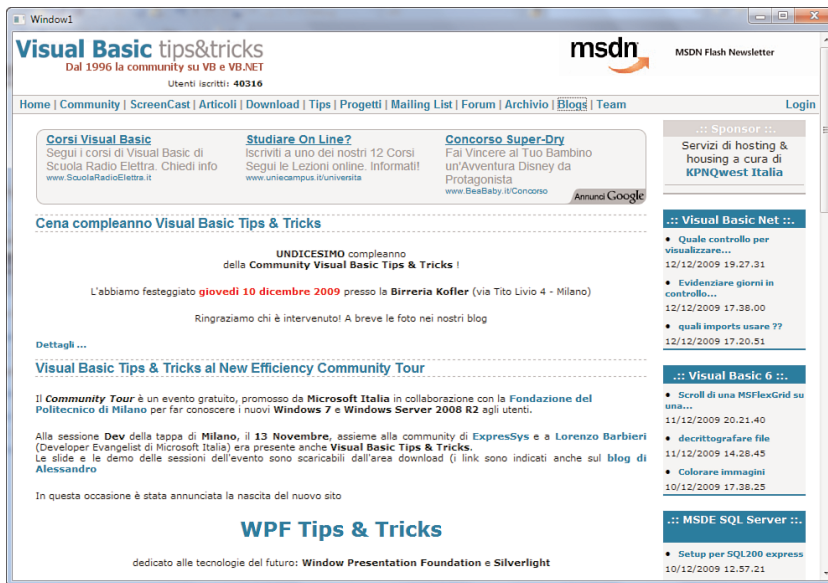 Window1
Visual Basic tips&tricks
Dal 1996 la community su VB e VB.NET
Utenti iscritti: 40316
msdn
MSDN Flash Newsletter
Home | Community | ScreenCast | Articoli | Download | Tips | Progetti | Mailing List | Forum | Archivio | Blogs | Team
Login
Corsi Visual Basic
Segui i corsi di Visual Basic di
Scuola Radio Elettra. Chiedi info
www.ScuolaRadioElettra.it
Studiare On Line?
Iscriviti a uno dei nostri 12 Corsi
Segui le Lezioni online. Informati!
www.uniecampus.it/universita
Concorso Super-Dry
Fai Vincere al Tuo Bambino
un'Avventura Disney da
Protagonista
www.BeaBaby.it/Concorso
Annunci Google
Cena compleanno Visual Basic Tips & Tricks
UNDICESIMO compleanno
della Community Visual Basic Tips & Tricks !
L'abbiamo festeggiato giovedì 10 dicembre 2009 presso la Birreria Kofler (via Tito Livio 4 - Milano)
Ringraziamo chi è intervenuto! A breve le foto nei nostri blog
Dettagli ...
Visual Basic Tips & Tricks al New Efficiency Community Tour
Il Community Tour è un evento gratuito, promosso da Microsoft Italia in collaborazione con la Fondazione del
Politecnico di Milano per far conoscere i nuovi Windows 7 e Windows Server 2008 R2 agli utenti.
Alla sessione Dev della tappa di Milano, il 13 Novembre, assieme alla community di ExpresSys e a Lorenzo Barbieri
(Developer Evangelist di Microsoft Italia) era presente anche Visual Basic Tips & Tricks.
Le slide e le demo delle sessioni dell'evento sono scaricabili dall'area download (i link sono indicati anche sul blog di
Alessandro
In questa occasione è stata annunciata la nascita del nuovo sito
WPF Tips & Tricks
dedicato alle tecnologie del futuro: Window Presentation Foundation e Silverlight
.:: Sponsor ::.
Servizi di hosting &
housing a cura di
KPNQwest Italia
.:: Visual Basic Net ::.
• Quale controllo per
visualizzare...
12/12/2009 19.27.31
• Evidenziare giorni in
controllo...
12/12/2009 17.38.00
• quali imports usare ??
12/12/2009 17.20.51
.:: Visual Basic 6 ::.
• Scroll di una MSFlexGrid su
una...
11/12/2009 20.21.40
• decrittografare file
11/12/2009 14.28.45
• Colorare immagini
10/12/2009 17.38.25
.:: MSDE SQL Server ::.
• Setup per SQL200 express
10/12/2009 12.57.21